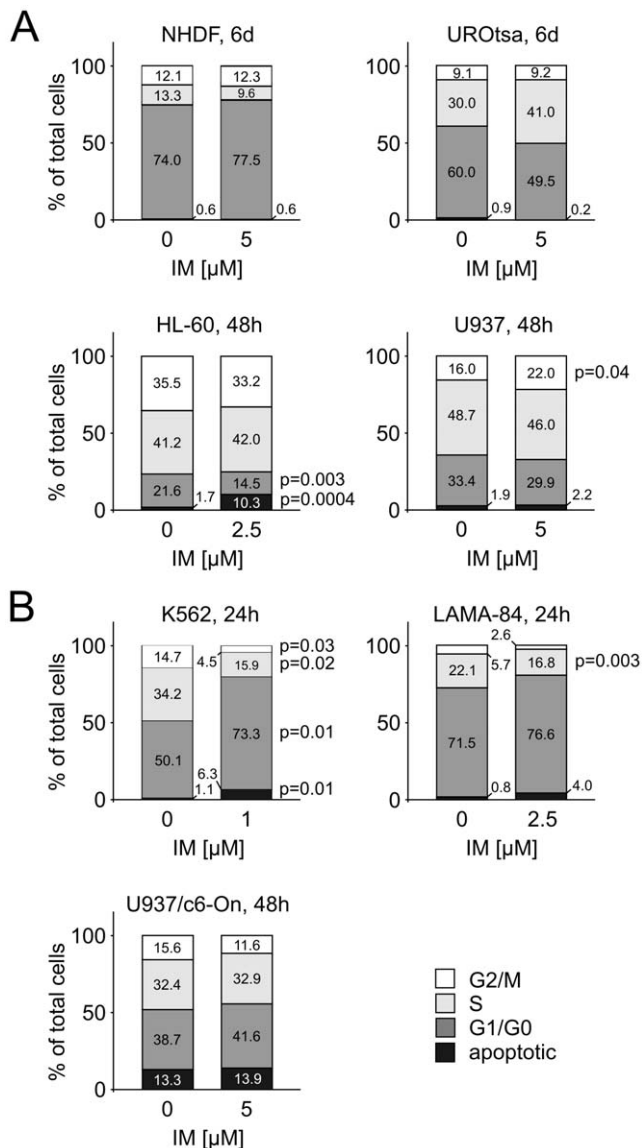 A
NHDF, 6d
% of total cells
100
50
0
12.1
12.3
13.3
9.6
74.0
77.5
0.6
0.6
0
5
IM [µM]
UROtsa, 6d
100
50
0
9.1
9.2
30.0
41.0
60.0
49.5
0.9
0.2
0
5
IM [µM]
HL-60, 48h
% of total cells
100
50
0
35.5
33.2
41.2
42.0
21.6
14.5
p=0.003
1.7
10.3
p=0.0004
0
2.5
IM [µM]
U937, 48h
100
50
0
16.0
22.0
p=0.04
48.7
46.0
33.4
29.9
1.9
2.2
0
5
IM [µM]
B
K562, 24h
% of total cells
100
50
0
14.7
4.5
p=0.03
34.2
15.9
p=0.02
50.1
73.3
p=0.01
6.3
1.1
p=0.01
0
1
IM [µM]
LAMA-84, 24h
100
50
0
2.6
5.7
22.1
16.8
p=0.003
71.5
76.6
0.8
4.0
0
2.5
IM [µM]
U937/c6-On, 48h
% of total cells
100
50
0
15.6
11.6
32.4
32.9
38.7
41.6
13.3
13.9
0
5
IM [µM]
G2/M
S
G1/G0
apoptotic